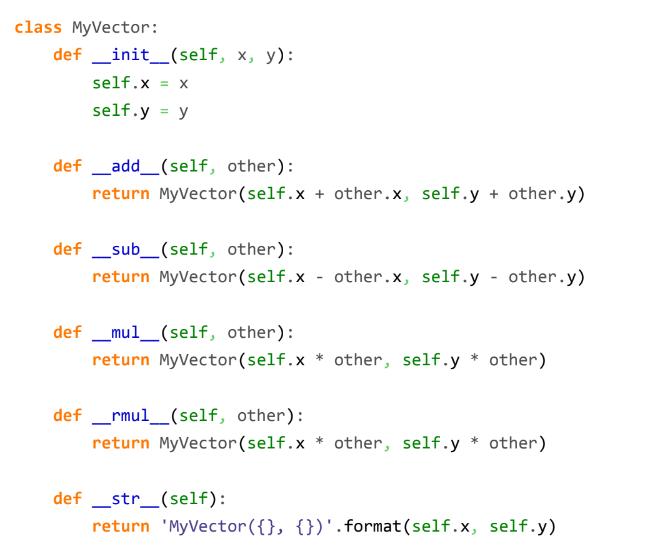 class MyVector:
    def __init__(self, x, y):
        self.x = x
        self.y = y

    def __add__(self, other):
        return MyVector(self.x + other.x, self.y + other.y)

    def __sub__(self, other):
        return MyVector(self.x - other.x, self.y - other.y)

    def __mul__(self, other):
        return MyVector(self.x * other, self.y * other)

    def __rmul__(self, other):
        return MyVector(self.x * other, self.y * other)

    def __str__(self):
        return 'MyVector({}, {})'.format(self.x, self.y)